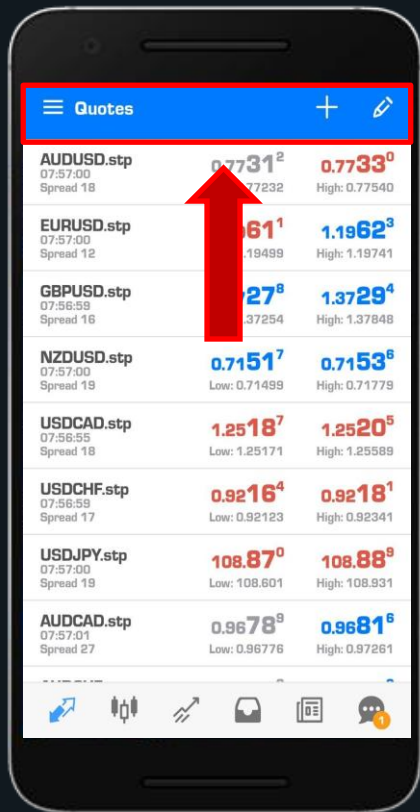 Quotes
AUDUSD.stp 0.7731² 0.7733⁰
07:57:00
Spread 18 77232 High: 0.77540
EURUSD.stp 61¹ 1.1962³
07:57:00
Spread 12 19499 High: 1.19741
GBPUSD.stp 27⁸ 1.3729⁴
07:56:59
Spread 16 37254 High: 1.37848
NZDUSD.stp 0.7151⁷ 0.7153⁶
07:57:00
Spread 19 Low: 0.71499 High: 0.71779
USDCAD.stp 1.2518⁷ 1.2520⁵
07:56:55
Spread 18 Low: 1.25171 High: 1.25589
USDCHF.stp 0.9216⁴ 0.9218¹
07:56:59
Spread 17 Low: 0.92123 High: 0.92341
USDJPY.stp 108.87⁰ 108.88⁹
07:57:00
Spread 19 Low: 108.601 High: 108.931
AUDCAD.stp 0.9678⁹ 0.9681⁶
07:57:01
Spread 27 Low: 0.96776 High: 0.97261
1